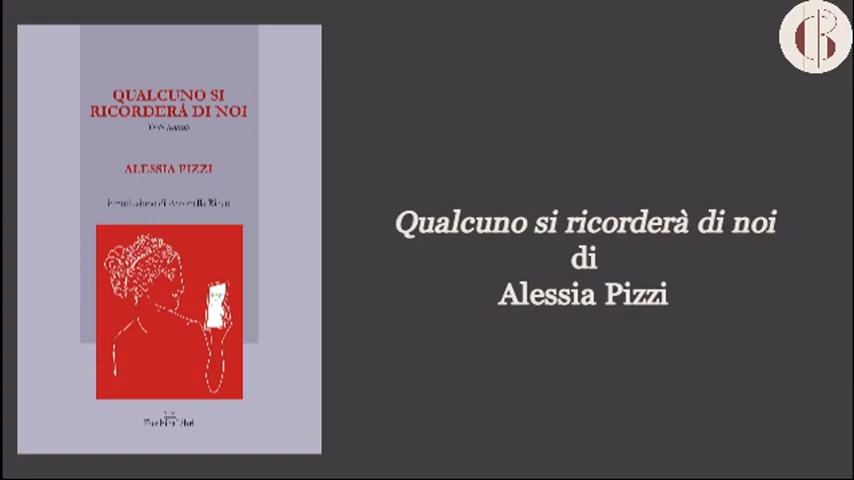 QUALCUNO SI
RICORDERÀ DI NOI
ALESSIA PIZZI
Qualcuno si ricorderà di noi
di
Alessia Pizzi